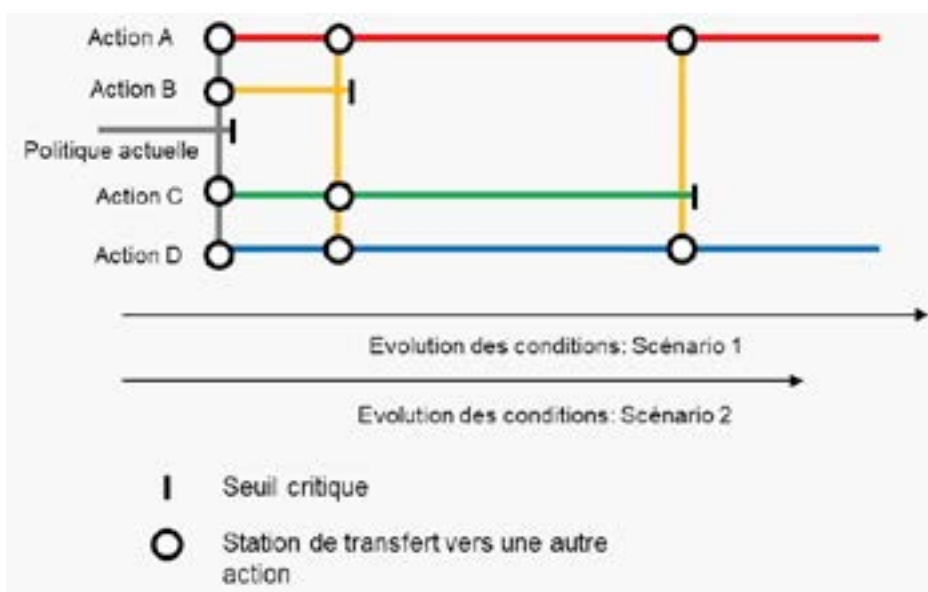 Action A
Action B
Politique actuelle
Action C
Action D
Evolution des conditions: Scénario 1
Evolution des conditions: Scénario 2
Seuil critique
Station de transfert vers une autre
action